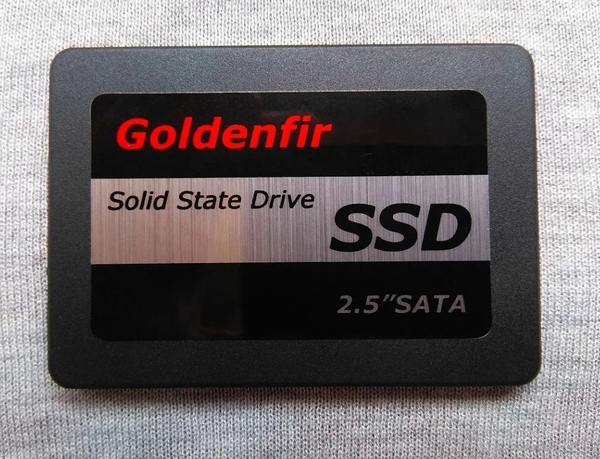 Goldenfir
Solid State Drive
SSD
2.5"SATA